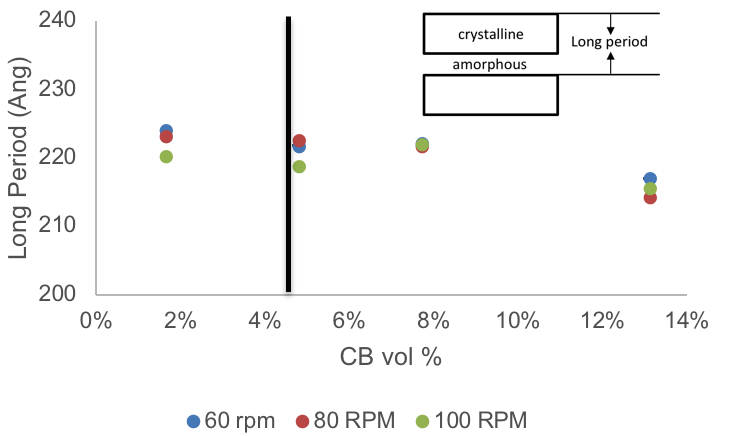 240
230
220
210
200
Long Period (Ang)
crystalline
amorphous
Long period
0% 2% 4% 6% 8% 10% 12% 14%
CB vol %
60 rpm 80 RPM 100 RPM